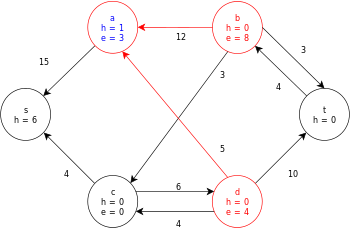 a
h = 1
e = 3
b
h = 0
e = 8
12
3
15
3
4
s
h = 6
t
h = 0
5
4
6
10
c
h = 0
e = 0
d
h = 0
e = 4
4